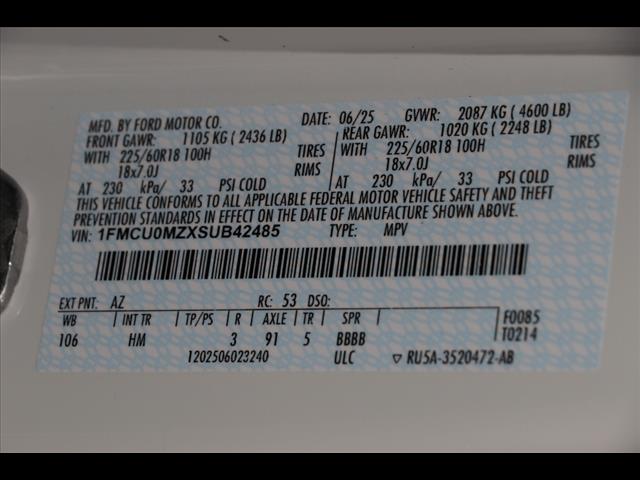 MFD. BY FORD MOTOR CO. DATE: 06/25 GVWR: 2087 KG ( 4600 LB)
FRONT GAWR: 1105 KG ( 2436 LB) REAR GAWR: 1020 KG ( 2248 LB)
WITH 225/60R18 100H TIRES WITH 225/60R18 100H TIRES
18x7.0J RIMS 18x7.0J RIMS
AT 230 kPa/ 33 PSI COLD AT 230 kPa/ 33 PSI COLD
THIS VEHICLE CONFORMS TO ALL APPLICABLE FEDERAL MOTOR VEHICLE SAFETY AND THEFT
PREVENTION STANDARDS IN EFFECT ON THE DATE OF MANUFACTURE SHOWN ABOVE.
VIN: 1FMCU0MZXSUB42485 TYPE: MPV
EXT PNT: AZ RC: 53 DSO:
WB INT TR TP/PS R AXLE TR SPR F0085
106 HM 3 91 5 BBBB T0214
1202506023240 ULC RU5A-3520472-AB